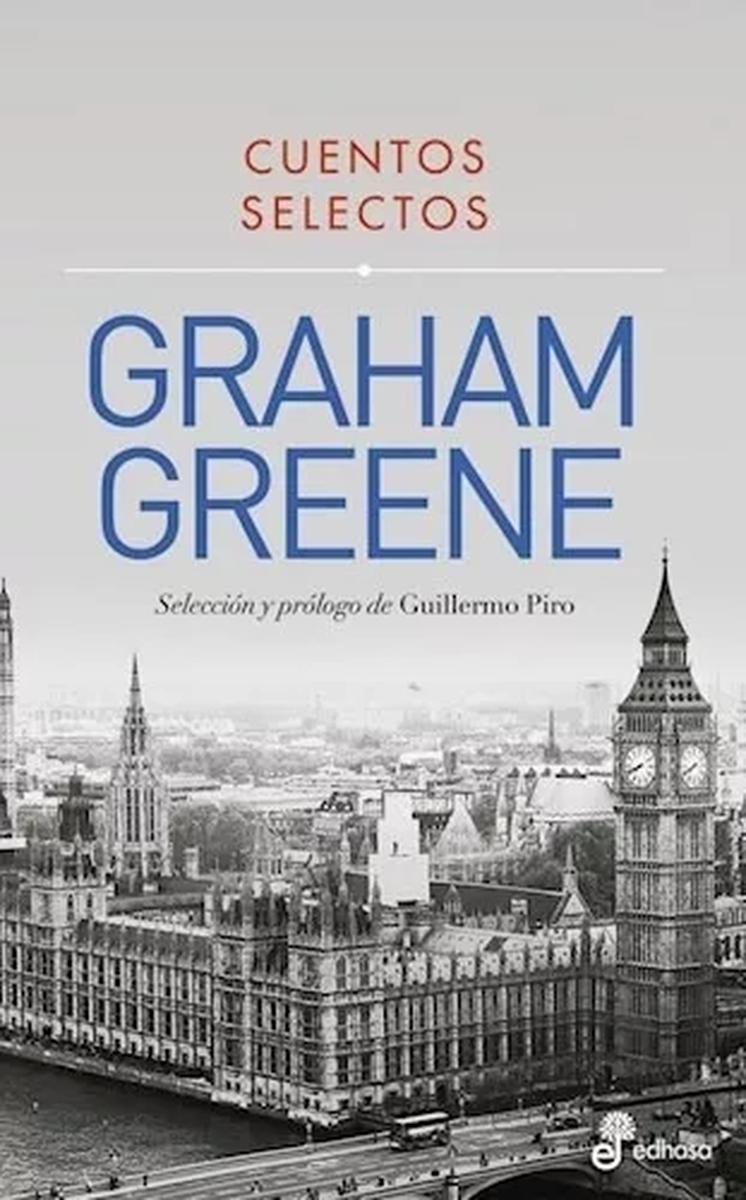 CUENTOS
SELECTOS
GRAHAM
GREENE
Selección y prólogo de Guillermo Piro
edhasa